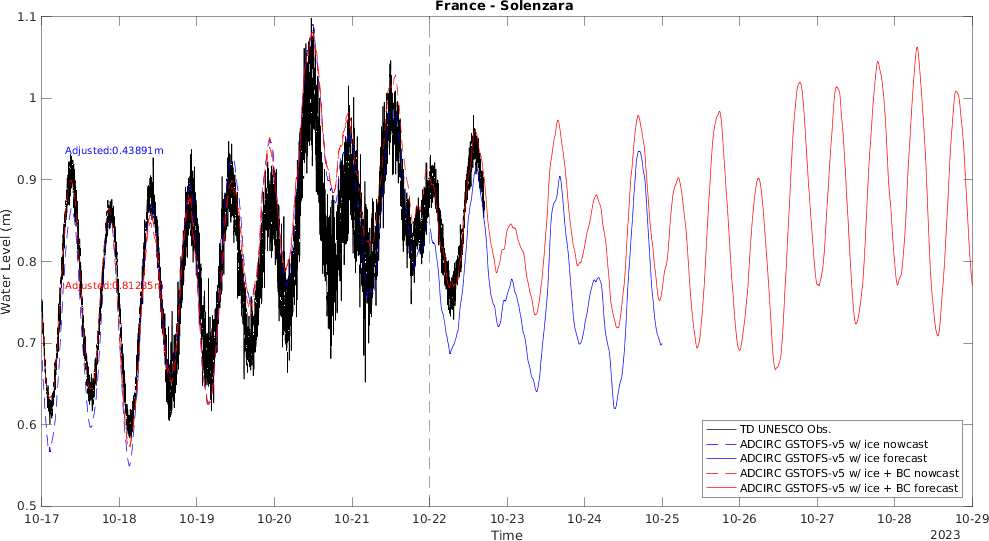 France - Solenzara
1.1
1
0.9
0.8
0.7
0.6
0.5
Water Level (m)
Adjusted:0.43891m
Adjusted:0.81235m
TD UNESCO Obs.
ADCIRC GSTOFS-v5 w/ ice nowcast
ADCIRC GSTOFS-v5 w/ ice forecast
ADCIRC GSTOFS-v5 w/ ice + BC nowcast
ADCIRC GSTOFS-v5 w/ ice + BC forecast
10-17 10-18 10-19 10-20 10-21 10-22 10-23 10-24 10-25 10-26 10-27 10-28 10-29
Time
2023